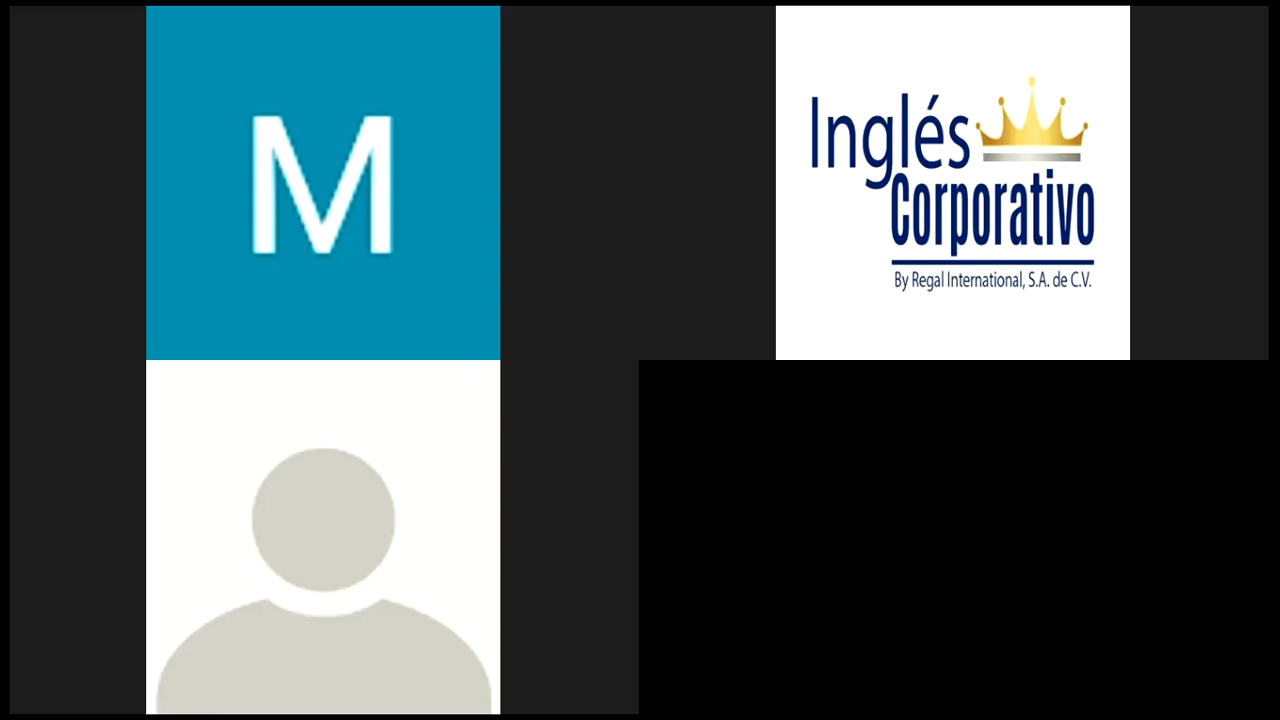 M
Inglés
Corporativo
By Regal International, S.A. de C.V.